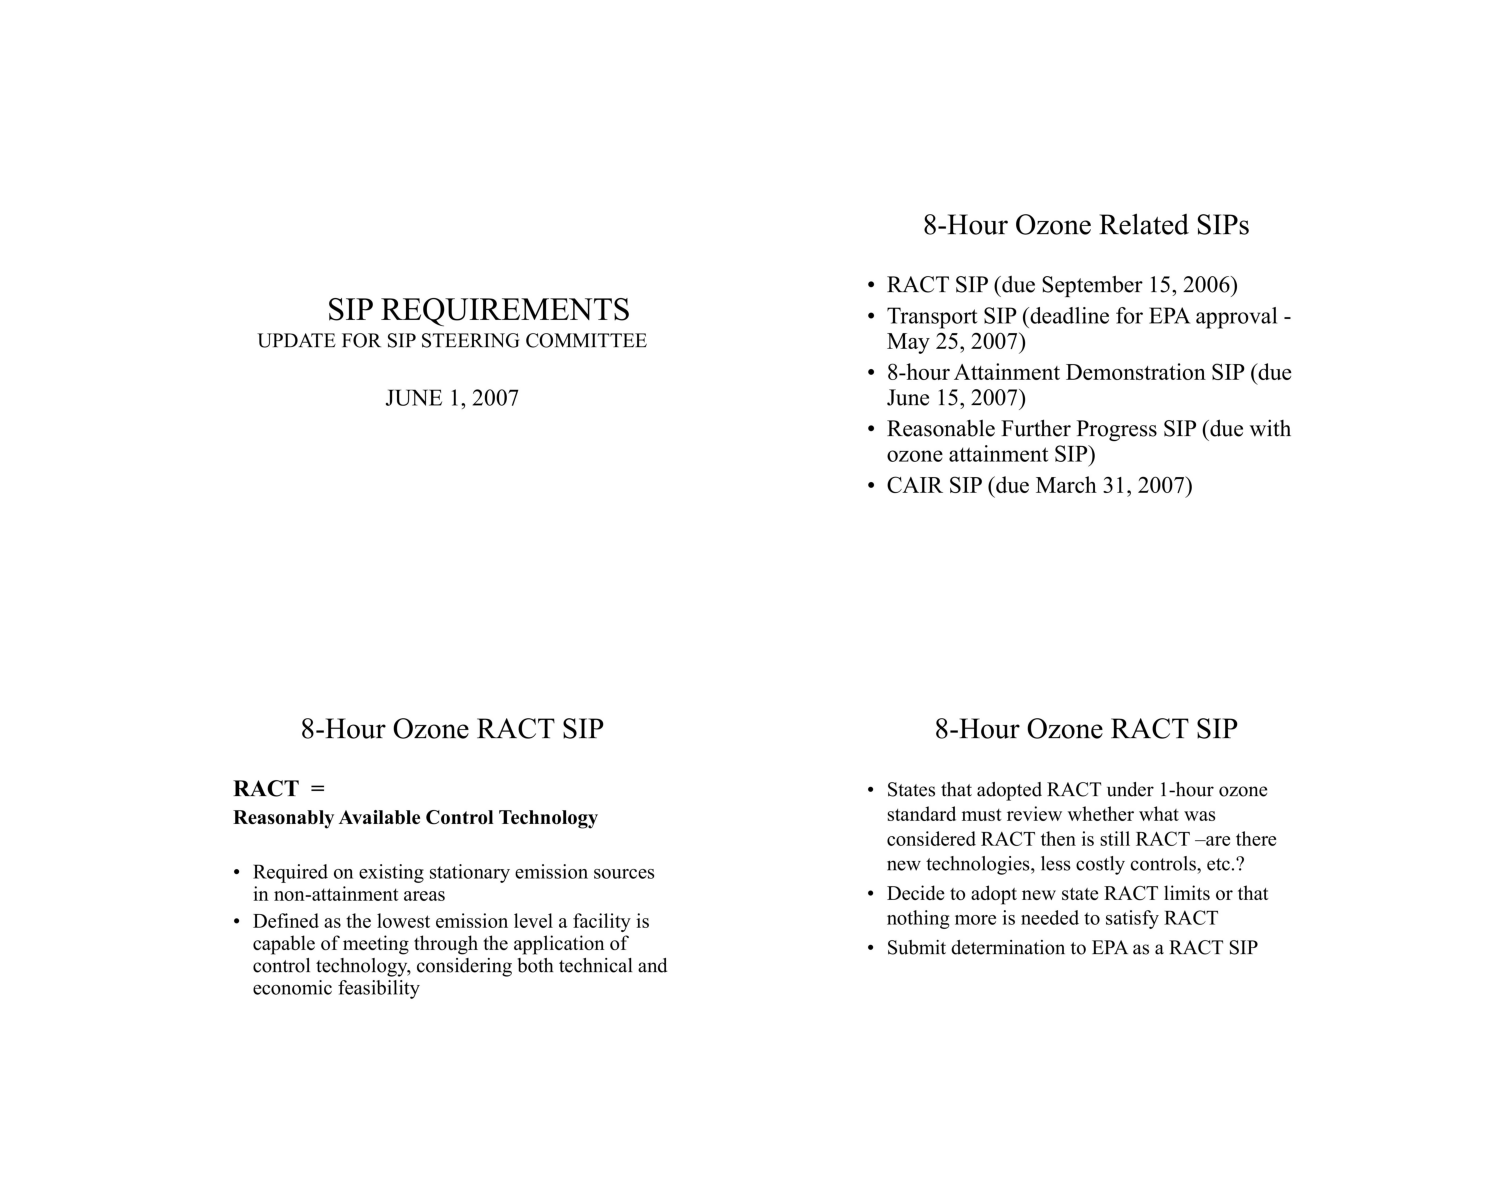 SIP REQUIREMENTS
UPDATE FOR SIP STEERING COMMITTEE
JUNE 1, 2007
8-Hour Ozone Related SIPs
• RACT SIP (due September 15, 2006)
• Transport SIP (deadline for EPA approval -
May 25, 2007)
• 8-hour Attainment Demonstration SIP (due
June 15, 2007)
• Reasonable Further Progress SIP (due with
ozone attainment SIP)
• CAIR SIP (due March 31, 2007)
8-Hour Ozone RACT SIP
RACT =
Reasonably Available Control Technology
• Required on existing stationary emission sources
in non-attainment areas
• Defined as the lowest emission level a facility is
capable of meeting through the application of
control technology, considering both technical and
economic feasibility
8-Hour Ozone RACT SIP
• States that adopted RACT under 1-hour ozone
standard must review whether what was
considered RACT then is still RACT –are there
new technologies, less costly controls, etc.?
• Decide to adopt new state RACT limits or that
nothing more is needed to satisfy RACT
• Submit determination to EPA as a RACT SIP